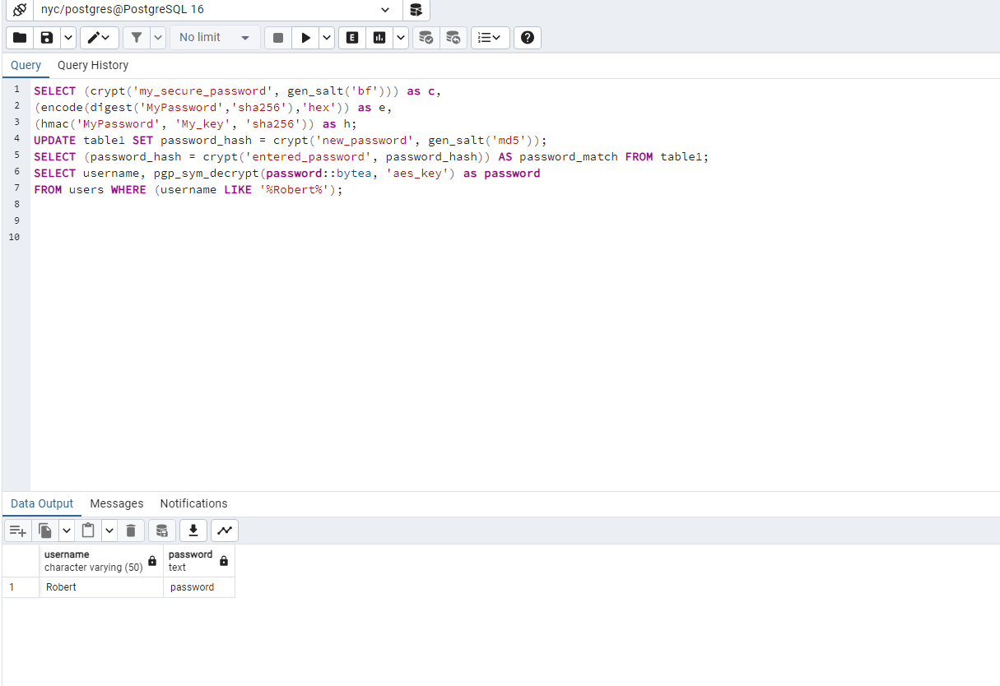 nyc/postgres@PostgreSQL 16
No limit
E
Query Query History
1 SELECT (crypt('my_secure_password', gen_salt('bf'))) as c,
2 (encode(digest('MyPassword','sha256'),'hex')) as e,
3 (hmac('MyPassword', 'My_key', 'sha256')) as h;
4 UPDATE table1 SET password_hash = crypt('new_password', gen_salt('md5'));
5 SELECT (password_hash = crypt('entered_password', password_hash)) AS password_match FROM table1;
6 SELECT username, pgp_sym_decrypt(password::bytea, 'aes_key') as password
7 FROM users WHERE (username LIKE '%Robert%');
8
9
10
Data Output Messages Notifications
username password
character varying (50) text
1 Robert password